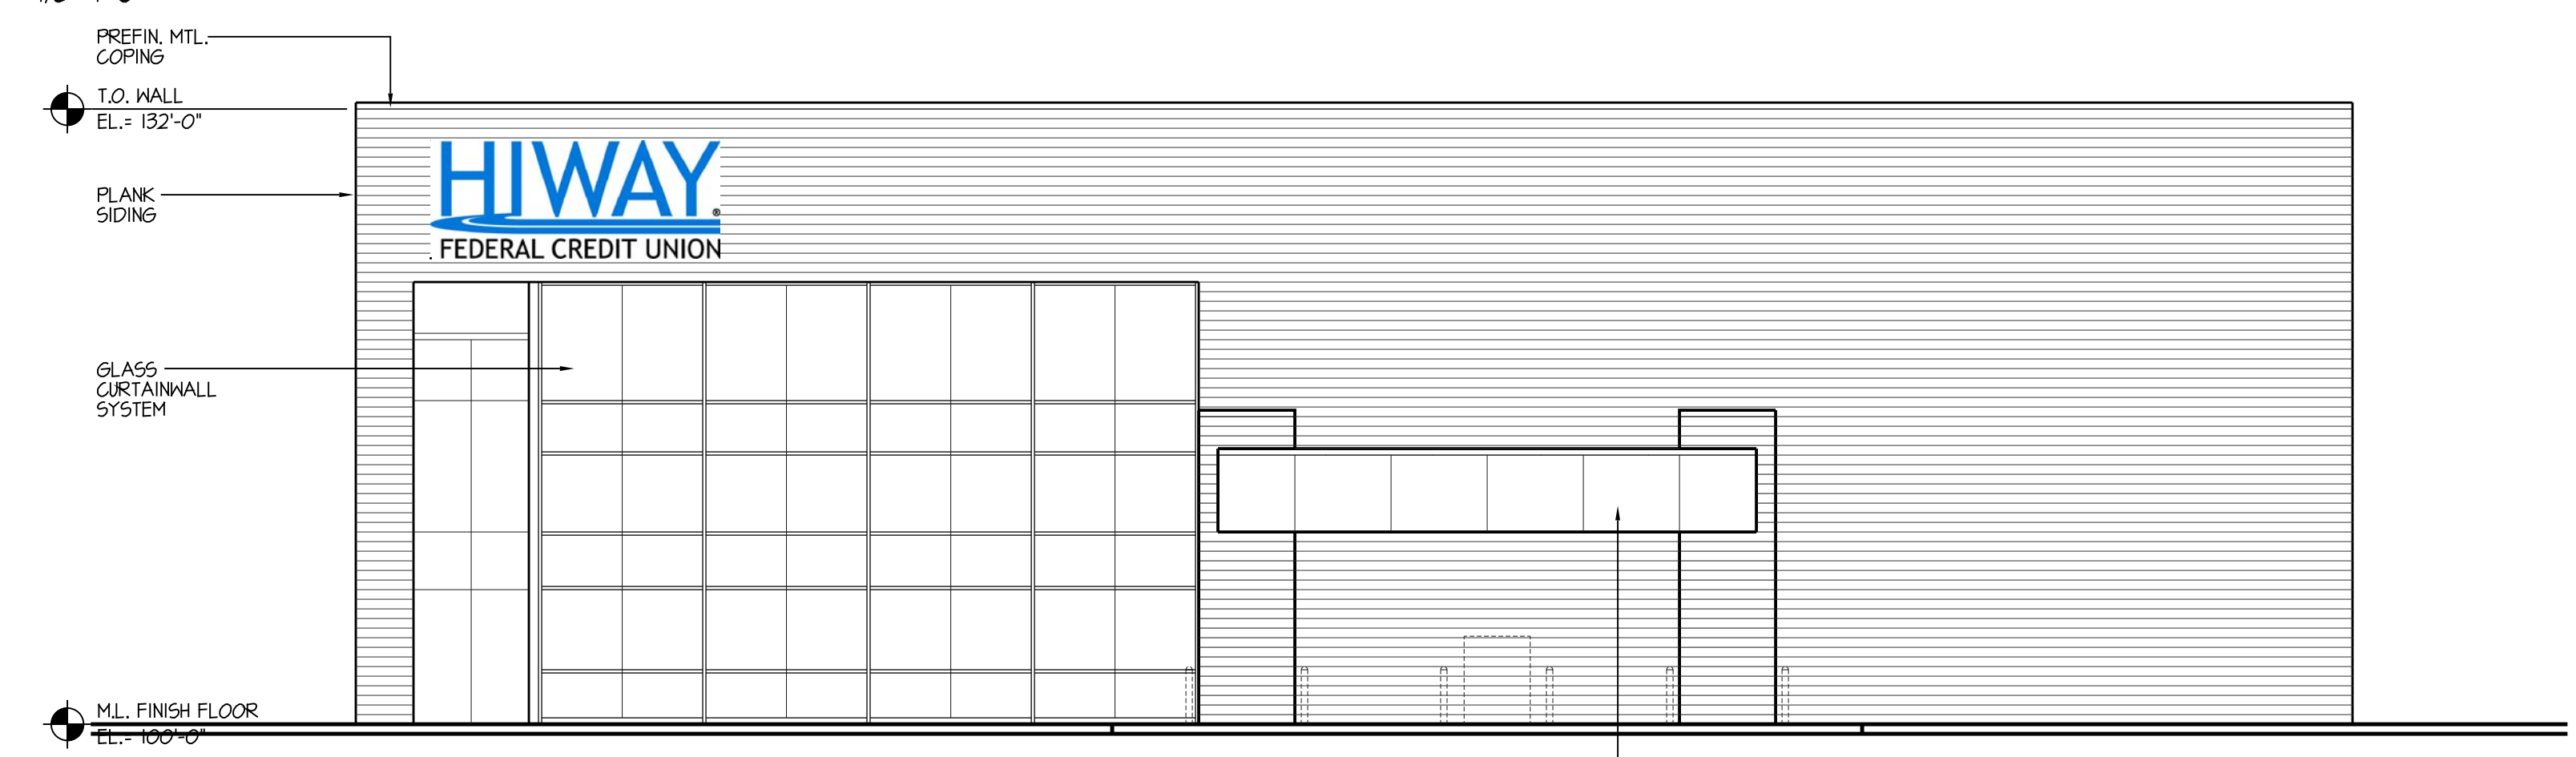 PREFIN. MTL.
COPING
T.O. WALL
EL.= 132'-0"
PLANK
SIDING
HIWAY®
FEDERAL CREDIT UNION
GLASS
CURTAINWALL
SYSTEM
M.L. FINISH FLOOR
EL.= 100'-0"